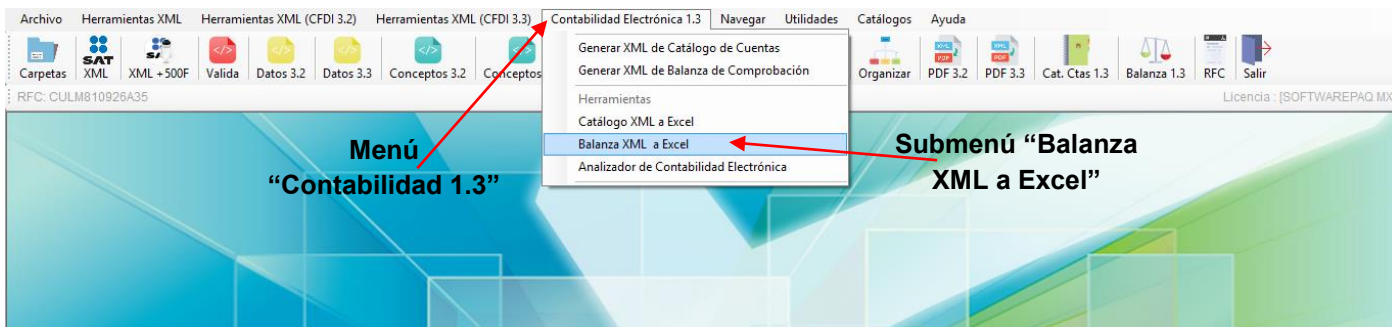 Archivo Herramientas XML Herramientas XML (CFDI 3.2) Herramientas XML (CFDI 3.3) Contabilidad Electrónica 1.3 Navegar Utilidades Catálogos Ayuda
SAT
Carpetas XML XML +500F Valida Datos 3.2 Datos 3.3 Conceptos 3.2 Conceptos Organizar PDF 3.2 PDF 3.3 Cat. Ctas 1.3 Balanza 1.3 RFC Salir
RFC: CULM810926A35
Licencia : [SOFTWAREPAQ MX
Generar XML de Catálogo de Cuentas
Generar XML de Balanza de Comprobación
Herramientas
Catálogo XML a Excel
Balanza XML a Excel
Analizador de Contabilidad Electrónica
Menú
“Contabilidad 1.3”
Submenú “Balanza
XML a Excel”